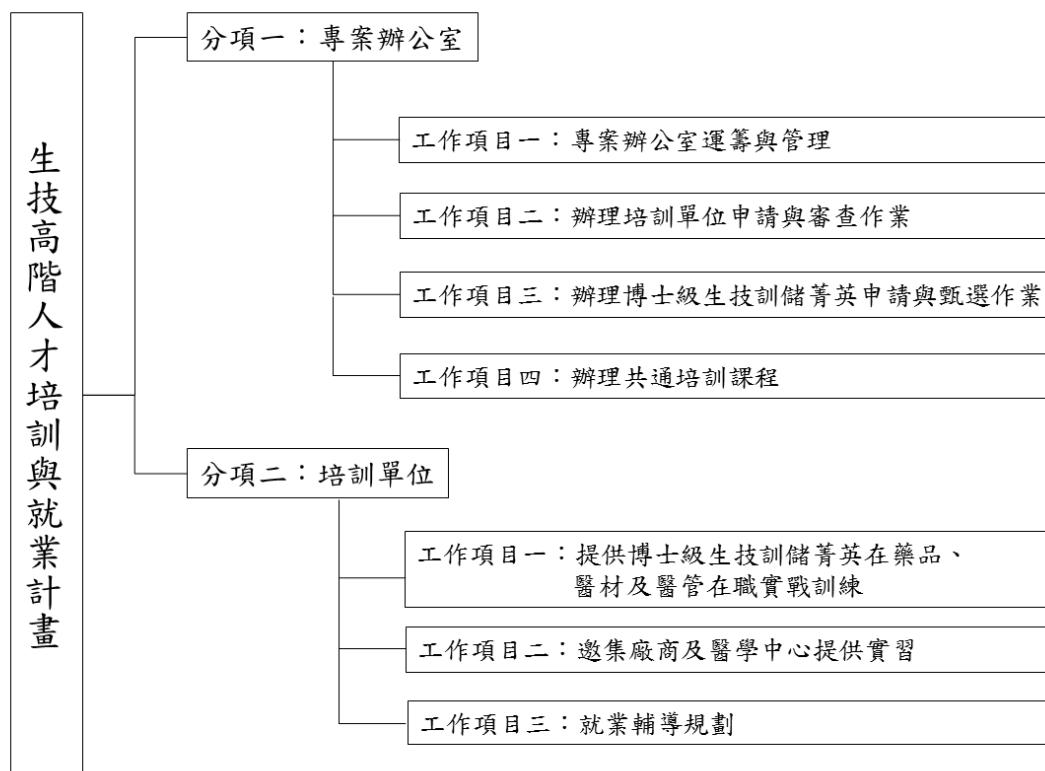 生技高階人才培訓與就業計畫
分項一：專案辦公室
工作項目一：專案辦公室運籌與管理
工作項目二：辦理培訓單位申請與審查作業
工作項目三：辦理博士級生技訓儲菁英申請與甄選作業
工作項目四：辦理共通培訓課程
分項二：培訓單位
工作項目一：提供博士級生技訓儲菁英在藥品、
醫材及醫管在職實戰訓練
工作項目二：邀集廠商及醫學中心提供實習
工作項目三：就業輔導規劃